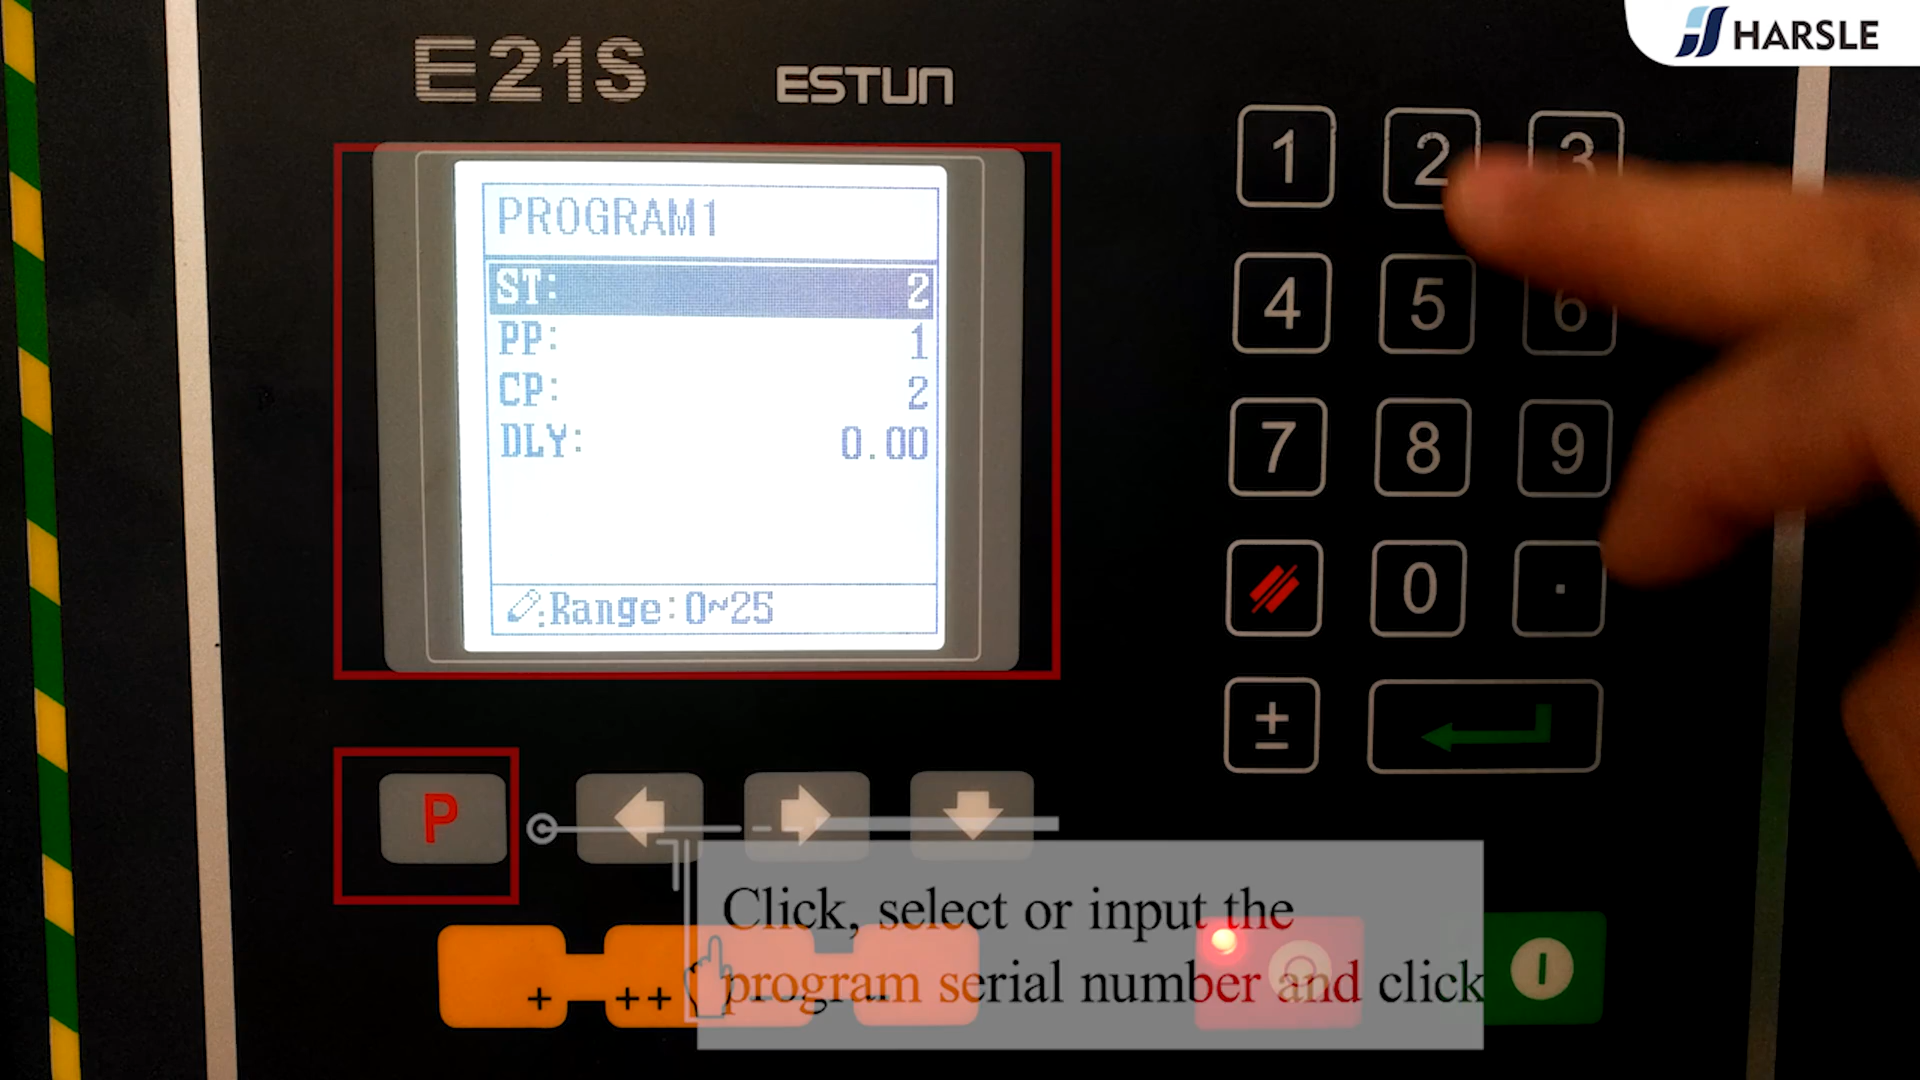 HARSLE
E21S
ESTUN
PROGRAM1
ST: 2
PP: 1
CP: 2
DLY: 0.00
:Range:0~25
1 2 3
4 5 6
7 8 9
0 .
±
P
Click, select or input the
program serial number and click
+ ++ - --